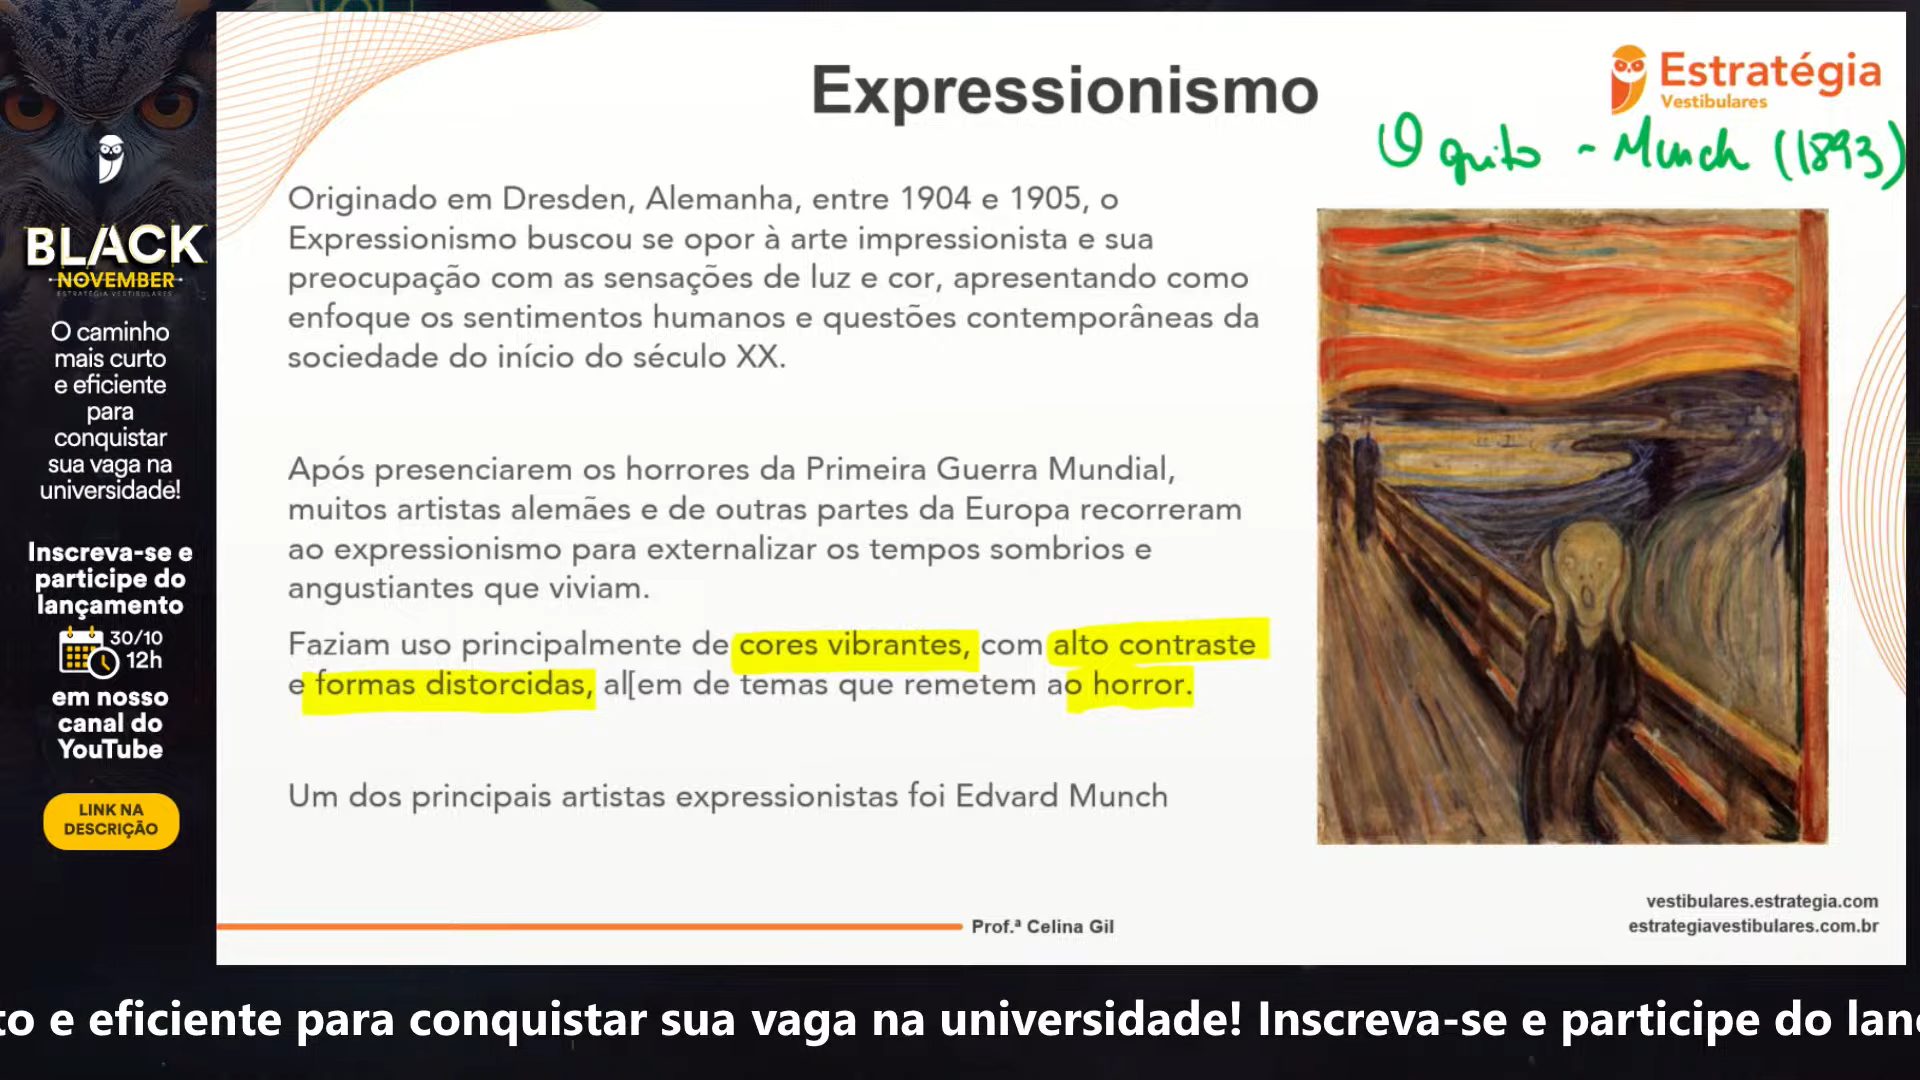 BLACK
NOVEMBER
ESTRATÉGIA VESTIBULARES
O caminho
mais curto
e eficiente
para
conquistar
sua vaga na
universidade!
Inscreva-se e
participe do
lançamento
30/10
12h
em nosso
canal do
YouTube
LINK NA
DESCRIÇÃO
Expressionismo
Estratégia
Vestibulares
O grito - Munch (1893)
Originado em Dresden, Alemanha, entre 1904 e 1905, o
Expressionismo buscou se opor à arte impressionista e sua
preocupação com as sensações de luz e cor, apresentando como
enfoque os sentimentos humanos e questões contemporâneas da
sociedade do início do século XX.
Após presenciarem os horrores da Primeira Guerra Mundial,
muitos artistas alemães e de outras partes da Europa recorreram
ao expressionismo para externalizar os tempos sombrios e
angustiantes que viviam.
Faziam uso principalmente de cores vibrantes, com alto contraste
e formas distorcidas, al[em de temas que remetem ao horror.
Um dos principais artistas expressionistas foi Edvard Munch
Prof.ª Celina Gil
vestibulares.estrategia.com
estrategiavestibulares.com.br
to e eficiente para conquistar sua vaga na universidade! Inscreva-se e participe do lan